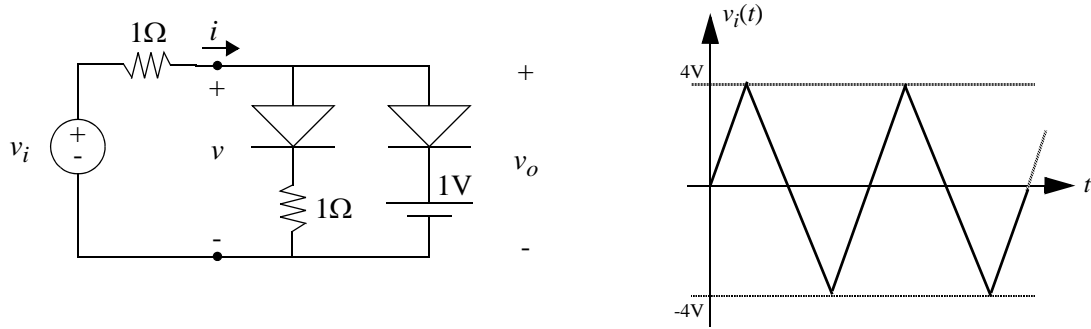 1Ω
i
+
+
-
v_i
v
1Ω
1V
-
+
v_o
-
v_i(t)
4V
t
-4V